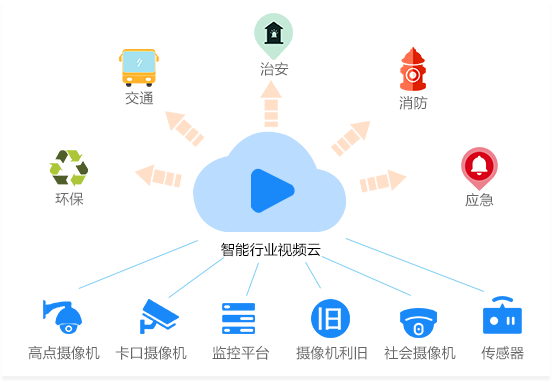 治安
交通
消防
环保
应急
智能行业视频云
旧
高点摄像机
卡口摄像机
监控平台
摄像机利旧
社会摄像机
传感器